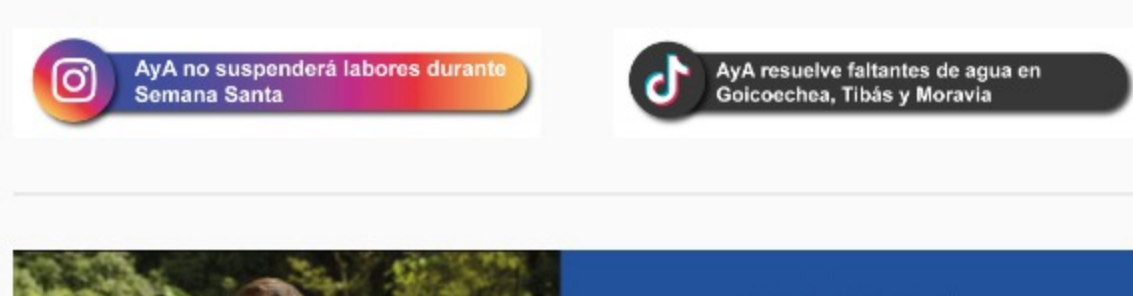 AyA no suspenderá labores durante
Semana Santa
AyA resuelve faltantes de agua en
Goicoechea, Tibás y Moravia